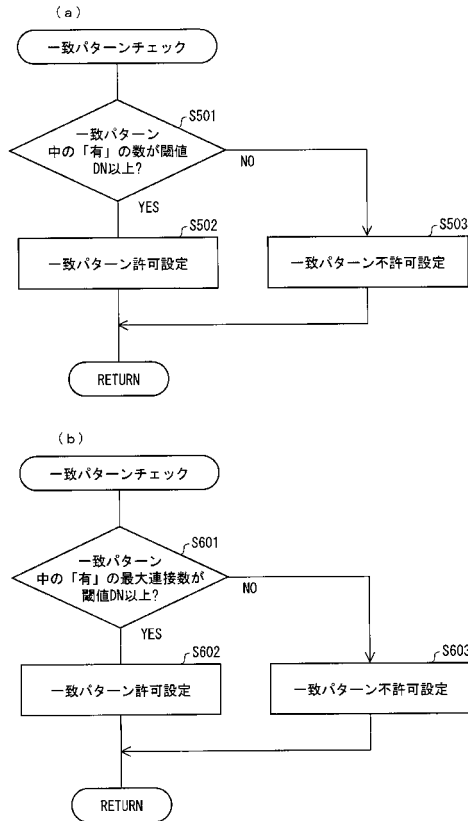 (a)
一致パターンチェック
S501
一致パターン
中の「有」の数が閾値
DN以上?
NO
YES
S502
一致パターン許可設定
S503
一致パターン不許可設定
RETURN
(b)
一致パターンチェック
S601
一致パターン
中の「有」の最大連接数が
閾値DN以上?
NO
YES
S602
一致パターン許可設定
S603
一致パターン不許可設定
RETURN